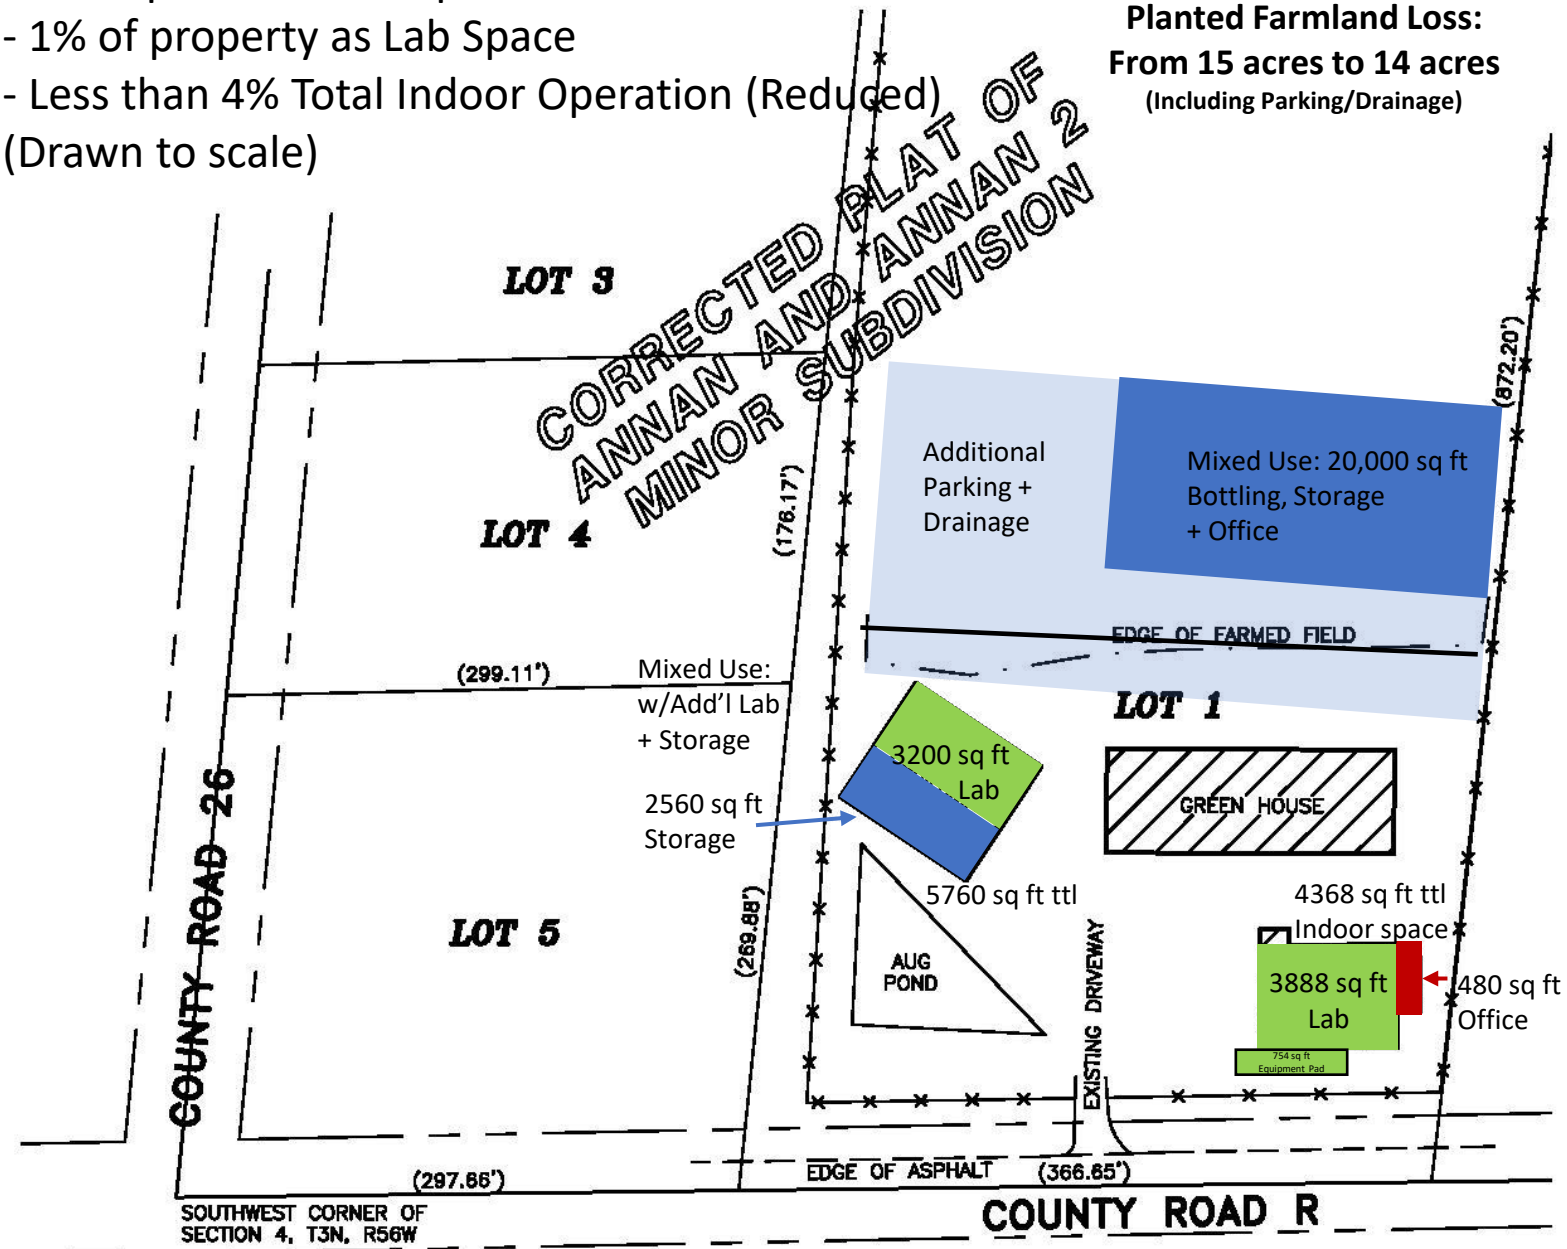 - 1% of property as Lab Space
- Less than 4% Total Indoor Operation (Reduced)
(Drawn to scale)
Planted Farmland Loss:
From 15 acres to 14 acres
(Including Parking/Drainage)
CORRECTED PLAT OF
ANNAN AND ANNAN 2
MINOR SUBDIVISION
LOT 3
(872.20')
Additional
Parking +
Drainage
Mixed Use: 20,000 sq ft
Bottling, Storage
+ Office
LOT 4
(176.17')
EDGE OF FARMED FIELD
(299.11')
Mixed Use:
w/Add'l Lab
+ Storage
LOT 1
3200 sq ft
Lab
2560 sq ft
Storage
GREEN HOUSE
COUNTY ROAD 26
5760 sq ft ttl
4368 sq ft ttl
Indoor space
LOT 5
(269.88')
AUG
POND
EXISTING DRIVEWAY
3888 sq ft
Lab
480 sq ft
Office
754 sq ft
Equipment Pad
EDGE OF ASPHALT
(366.65')
(297.66')
COUNTY ROAD R
SOUTHWEST CORNER OF
SECTION 4, T3N, R56W